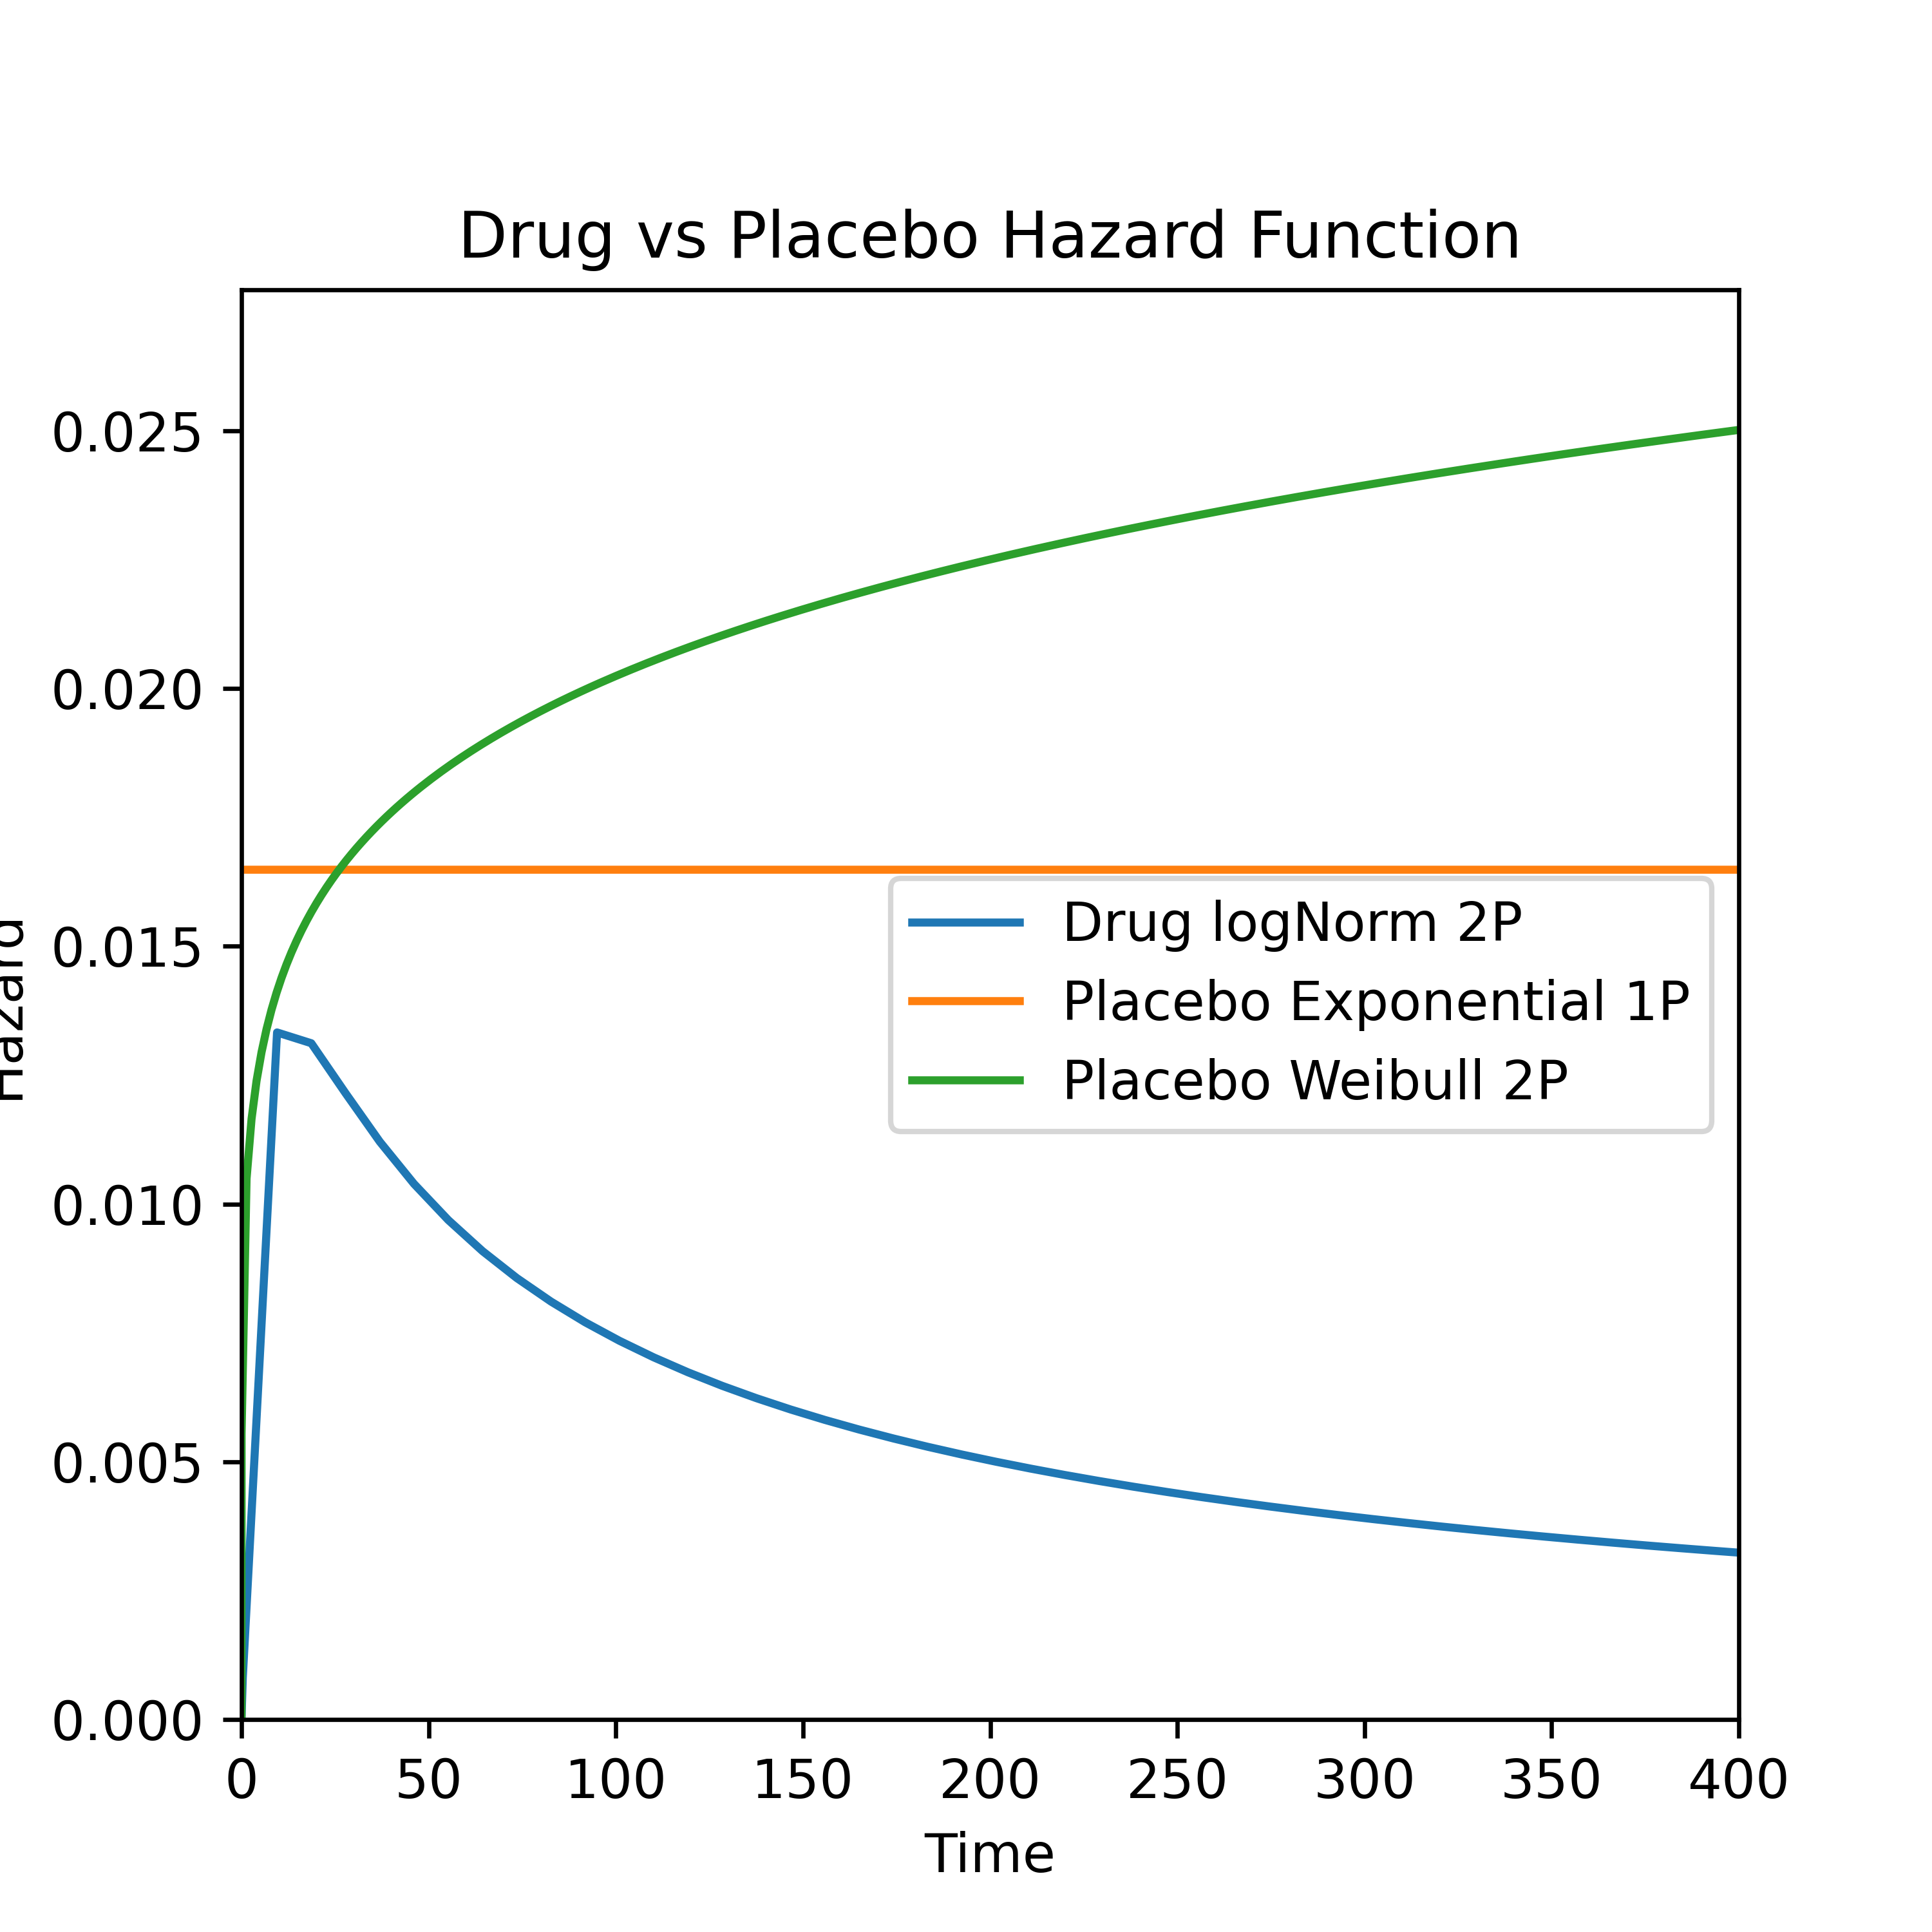 Drug vs Placebo Hazard Function
0.025
0.020
0.015
0.010
0.005
0.000
Hazard
Drug logNorm 2P
Placebo Exponential 1P
Placebo Weibull 2P
0 50 100 150 200 250 300 350 400
Time